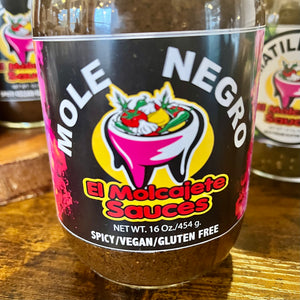 MOLE NEGRO
El Molcajete
Sauces
NET WT. 16 Oz./454 g.
SPICY/VEGAN/GLUTEN FREE